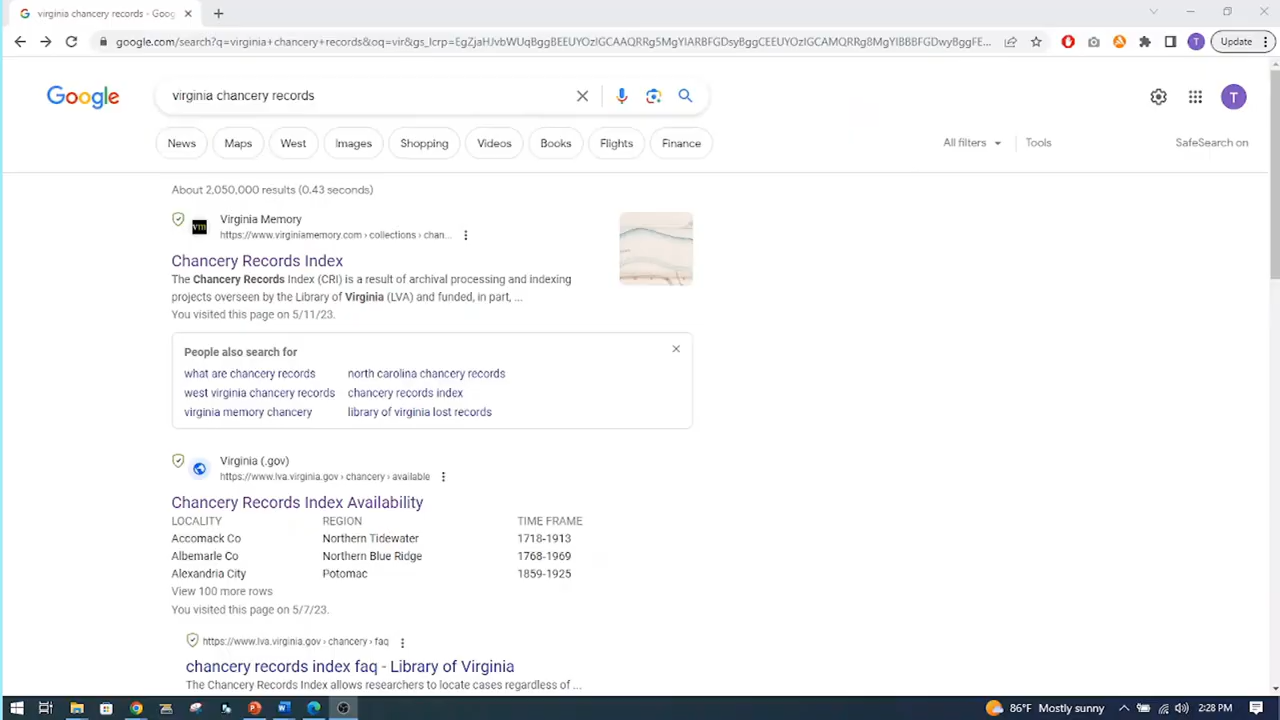 virginia chancery records - Goog
google.com/search?q=virginia+chancery+records&oq=vir&gs_lcrp=EgZjaHJvbWUqBggBEEUYOzIGCAAQRRg5MgYIARBFGDsyBggCEEUYOzIGCAMQRRg8MgYIBBBFGDwyBggFE...
Update
Google
virginia chancery records
T
News Maps West Images Shopping Videos Books Flights Finance
All filters Tools SafeSearch on
About 2,050,000 results (0.43 seconds)
vm Virginia Memory
https://www.virginiamemory.com › collections › chan...
Chancery Records Index
The Chancery Records Index (CRI) is a result of archival processing and indexing
projects overseen by the Library of Virginia (LVA) and funded, in part, ...
You visited this page on 5/11/23.
People also search for
what are chancery records north carolina chancery records
west virginia chancery records chancery records index
virginia memory chancery library of virginia lost records
Virginia (.gov)
https://www.lva.virginia.gov › chancery › available
Chancery Records Index Availability
LOCALITY REGION TIME FRAME
Accomack Co Northern Tidewater 1718-1913
Albemarle Co Northern Blue Ridge 1768-1969
Alexandria City Potomac 1859-1925
View 100 more rows
You visited this page on 5/7/23.
https://www.lva.virginia.gov › chancery › faq
chancery records index faq - Library of Virginia
The Chancery Records Index allows researchers to locate cases regardless of ...
86°F Mostly sunny 2:28 PM